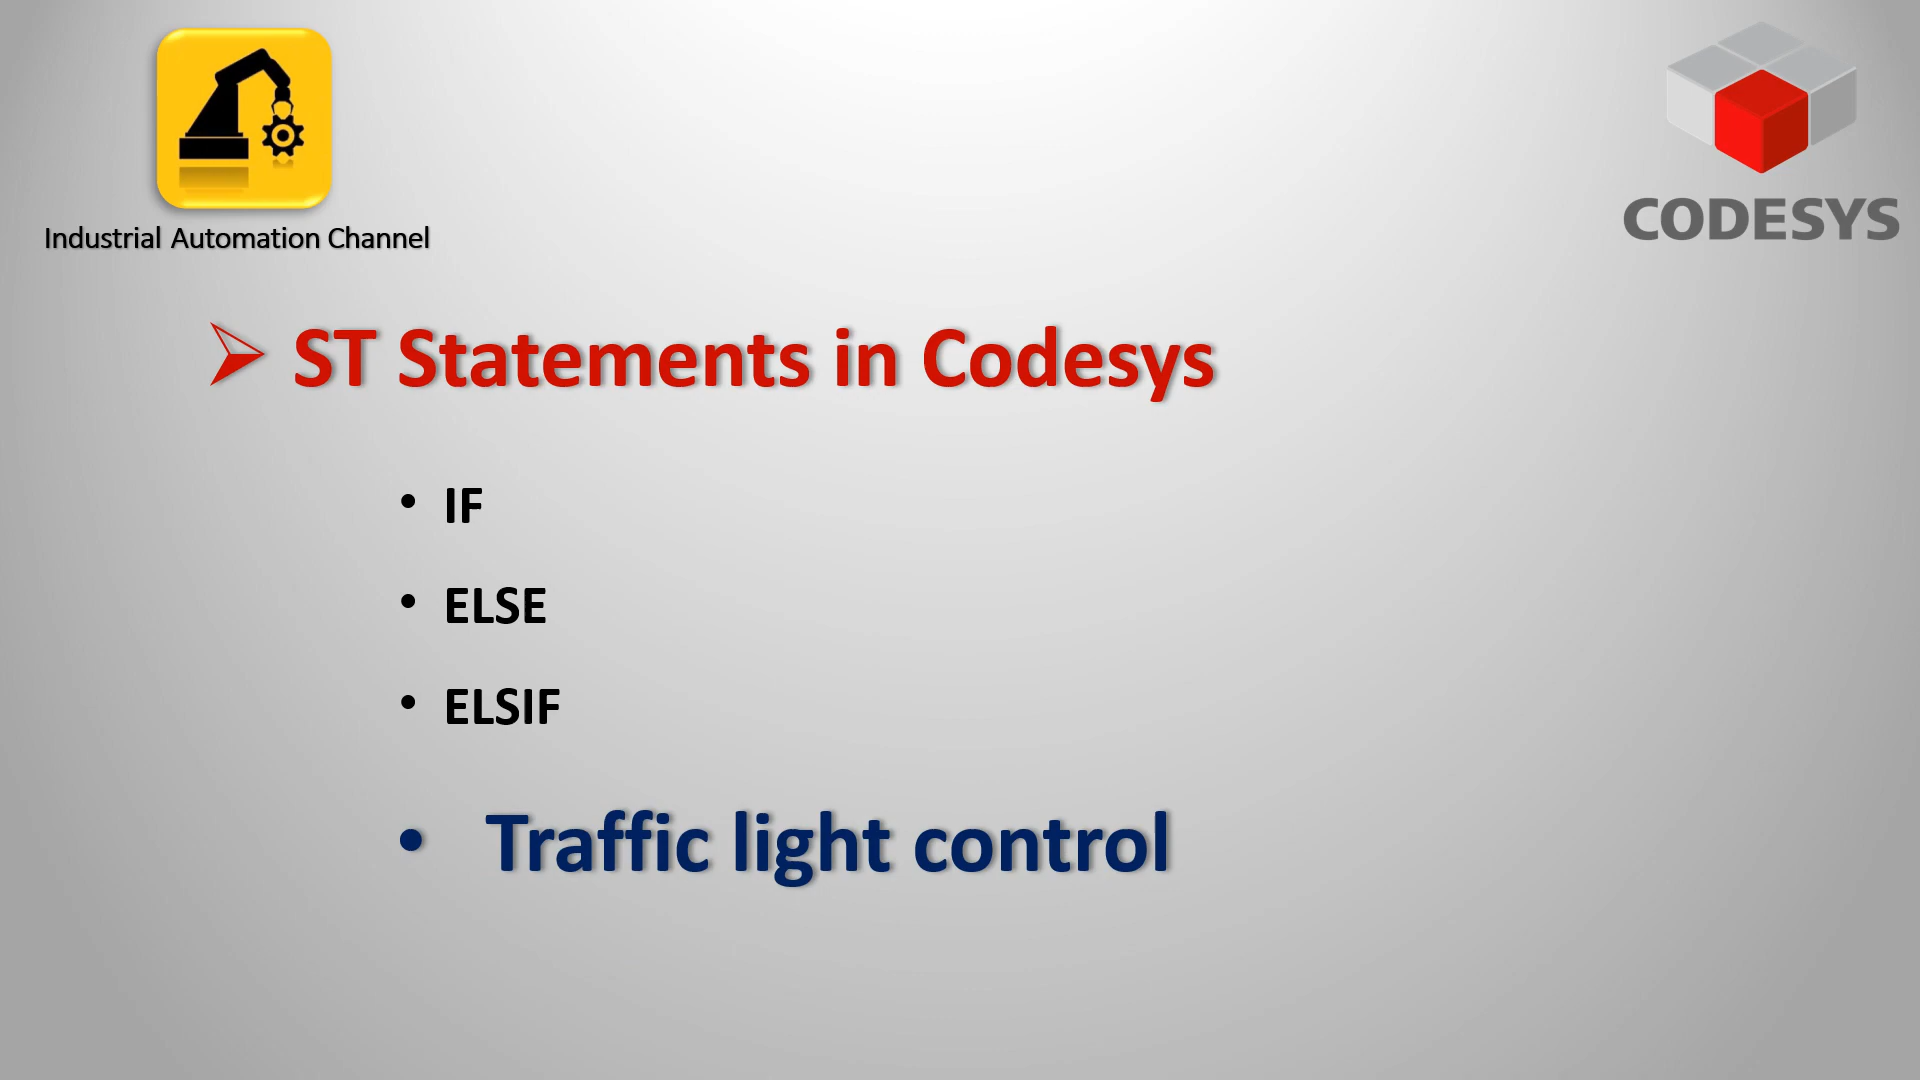 Industrial Automation Channel
CODESYS
ST Statements in Codesys
• IF
• ELSE
• ELSIF
• Traffic light control